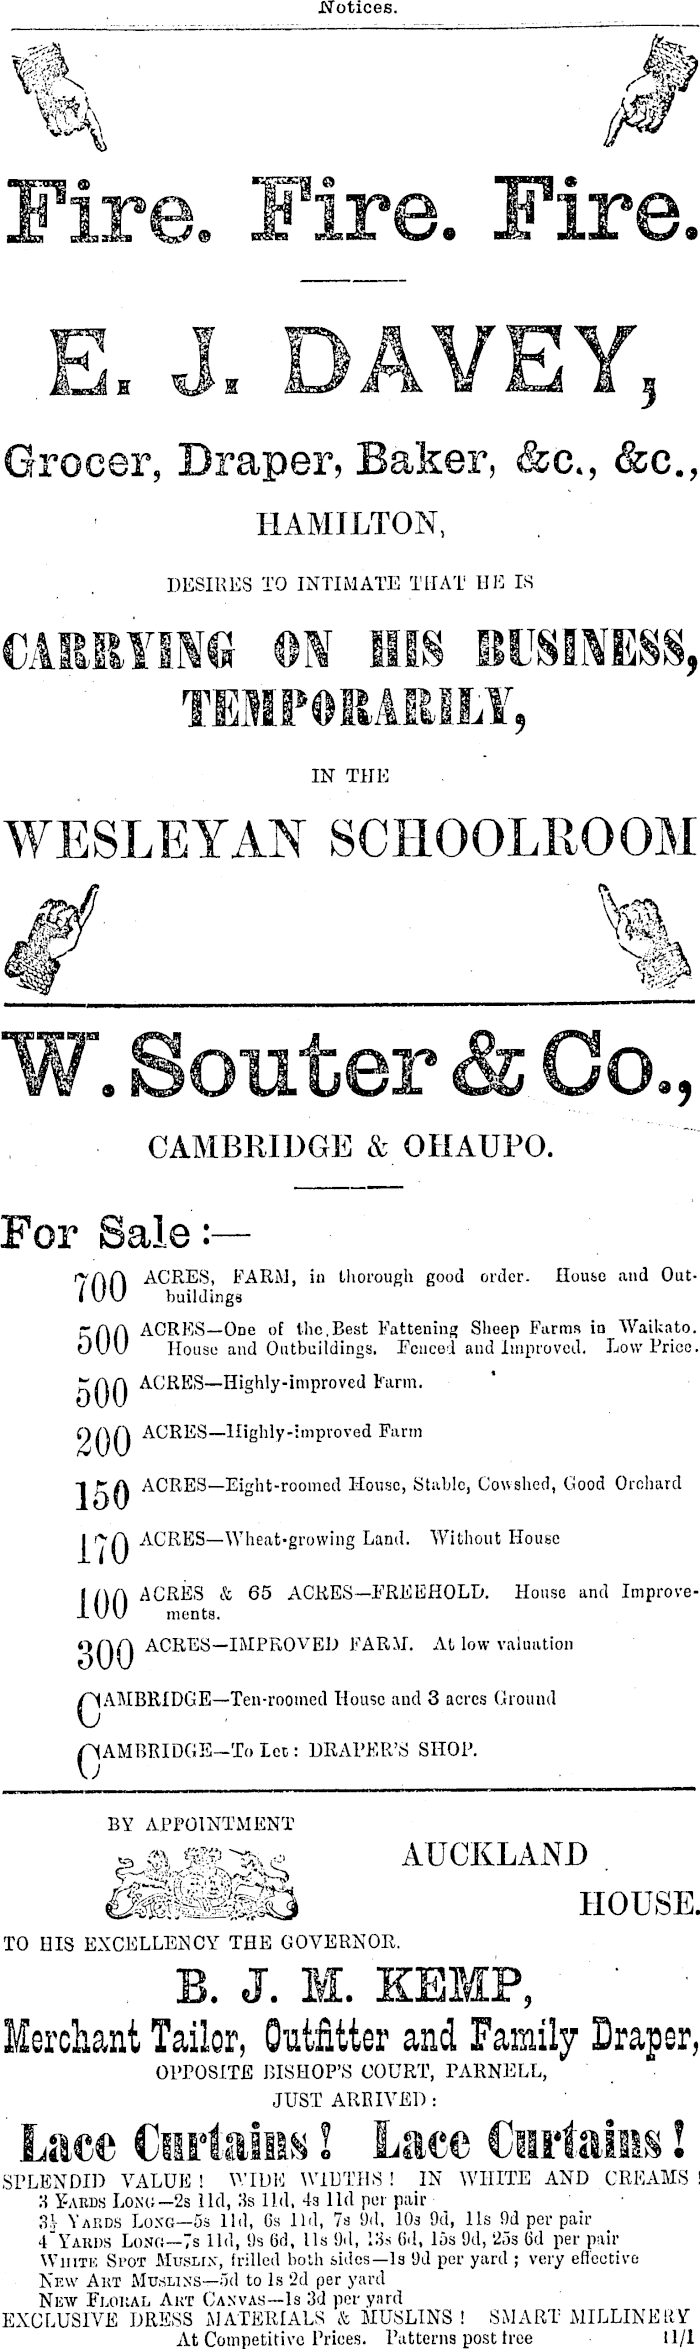 Notices.
Fire. Fire. Fire.
E. J. DAVEY,
Grocer, Draper, Baker, &c., &c.,
HAMILTON,
DESIRES TO INTIMATE THAT HE IS
CARRYING ON HIS BUSINESS,
TEMPORARILY,
IN THE
WESLEYAN SCHOOLROOM
W. Souter & Co.,
CAMBRIDGE & OHAUPO.
For Sale:—
700 ACRES, FARM, in thorough good order. House and Out-
buildings
500 ACRES—One of the Best Fattening Sheep Farms in Waikato.
House and Outbuildings. Fenced and Improved. Low Price.
500 ACRES—Highly-improved Farm.
200 ACRES—Highly-improved Farm
150 ACRES—Eight-roomed House, Stable, Cowshed, Good Orchard
170 ACRES—Wheat-growing Land. Without House
100 ACRES & 65 ACRES—FREEHOLD. House and Improve-
ments.
300 ACRES—IMPROVED FARM. At low valuation
CAMBRIDGE—Ten-roomed House and 3 acres Ground
CAMBRIDGE—To Let: DRAPER'S SHOP.
BY APPOINTMENT
AUCKLAND
HOUSE.
TO HIS EXCELLENCY THE GOVERNOR.
B. J. M. KEMP,
Merchant Tailor, Outfitter and Family Draper,
OPPOSITE BISHOP'S COURT, PARNELL,
JUST ARRIVED:
Lace Curtains! Lace Curtains!
SPLENDID VALUE! WIDE WIDTHS! IN WHITE AND CREAMS!
3 YARDS LONG—2s 11d, 3s 11d, 4s 11d per pair
3½ YARDS LONG—5s 11d, 6s 11d, 7s 9d, 10s 9d, 11s 9d per pair
4 YARDS LONG—7s 11d, 9s 6d, 11s 9d, 13s 6d, 15s 9d, 25s 6d per pair
WHITE SPOT MUSLIN, frilled both sides—1s 9d per yard; very effective
NEW ART MUSLINS—5d to 1s 2d per yard
NEW FLORAL ART CANVAS—1s 3d per yard
EXCLUSIVE DRESS MATERIALS & MUSLINS! SMART MILLINERY
At Competitive Prices. Patterns post free 11/1